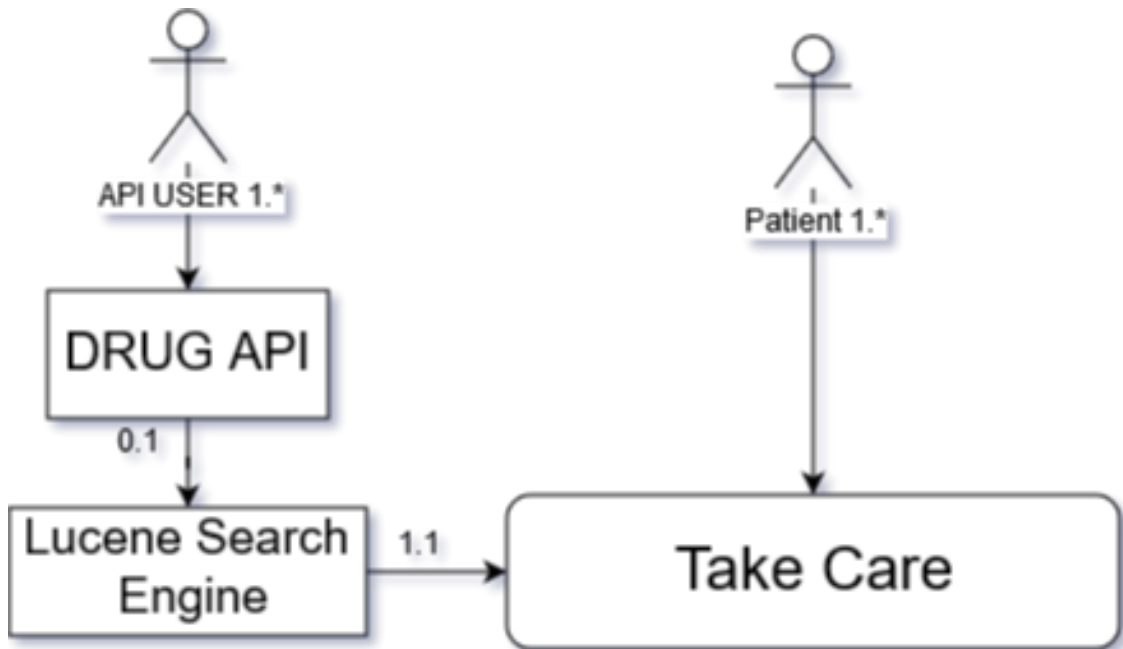 API USER 1.*
Patient 1.*
DRUG API
0.1
Lucene Search
Engine
1.1
Take Care